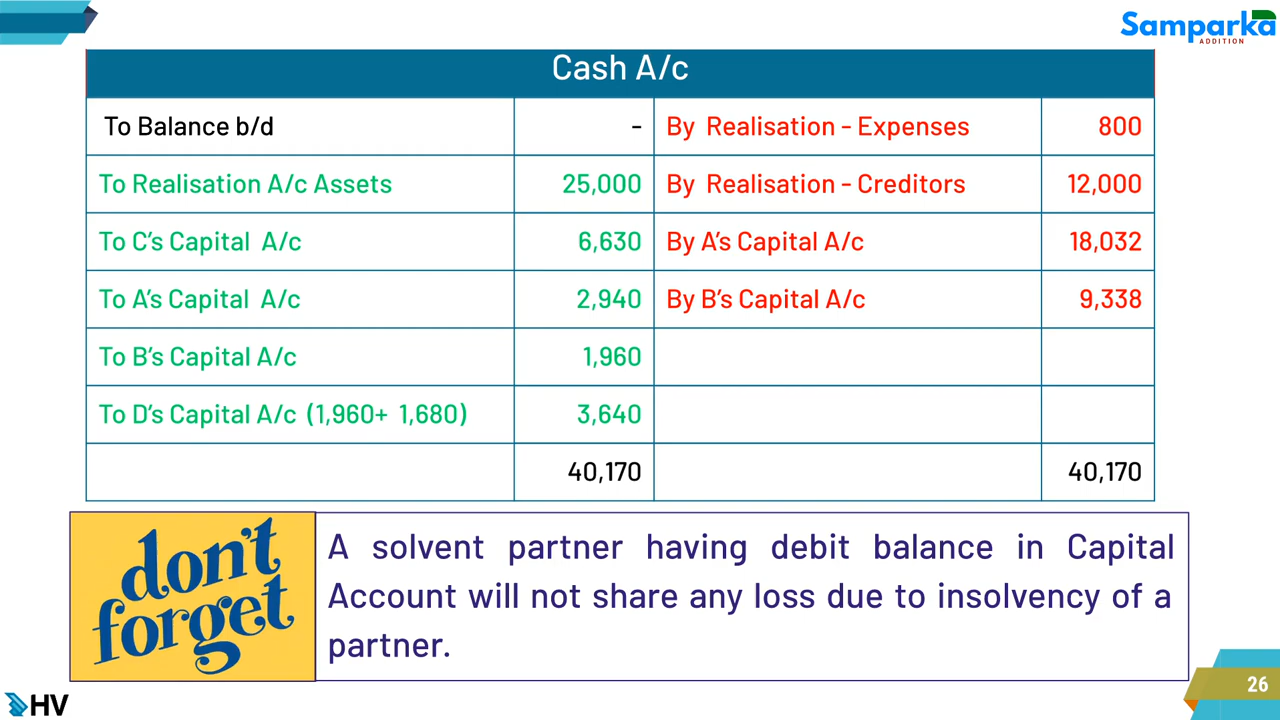 Samparka
ADDITION
Cash A/c
To Balance b/d - By Realisation - Expenses 800
To Realisation A/c Assets 25,000 By Realisation - Creditors 12,000
To C's Capital A/c 6,630 By A's Capital A/c 18,032
To A's Capital A/c 2,940 By B's Capital A/c 9,338
To B's Capital A/c 1,960
To D's Capital A/c (1,960+ 1,680) 3,640
40,170 40,170
don't
forget
A solvent partner having debit balance in Capital
Account will not share any loss due to insolvency of a
partner.
26
HV